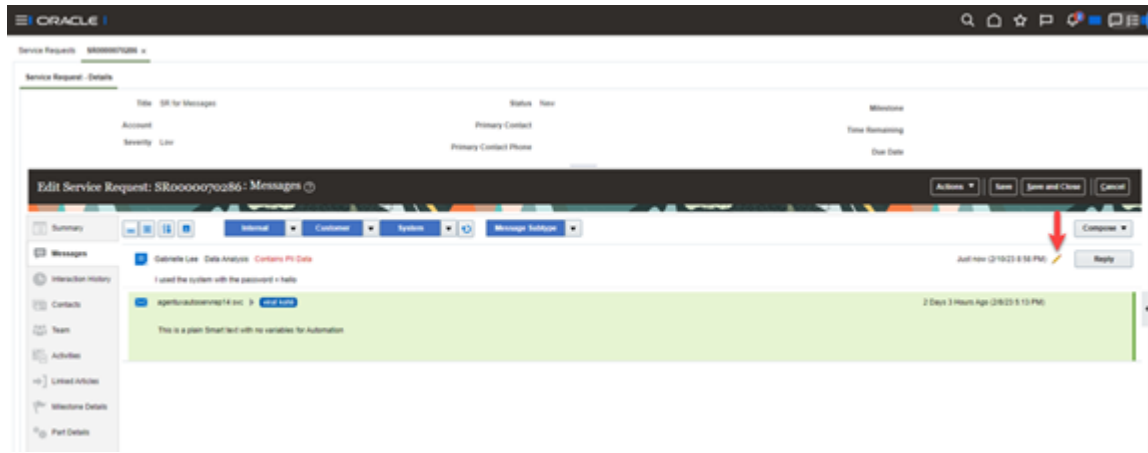 ORACLE
Service Requests SR0000070286 x
Service Request - Details
Title SR for Messages Status New Milestone
Account Primary Contact Time Remaining
Severity Low Primary Contact Phone Due Date
Edit Service Request: SR0000070286: Messages Actions Save Save and Close Cancel
Summary Internal Customer System Message Subtype Compose
Messages Gabrielle Lee Data Analysis Contains PII Data Just now (2/10/23 8:58 PM) Reply
Interaction History I used the system with the password = hello
Contacts 2 Days 3 Hours Ago (2/8/23 5:13 PM)
Team This is a plain Smart text with no variables for Automation
Activities
Linked Articles
Milestone Details
Part Details